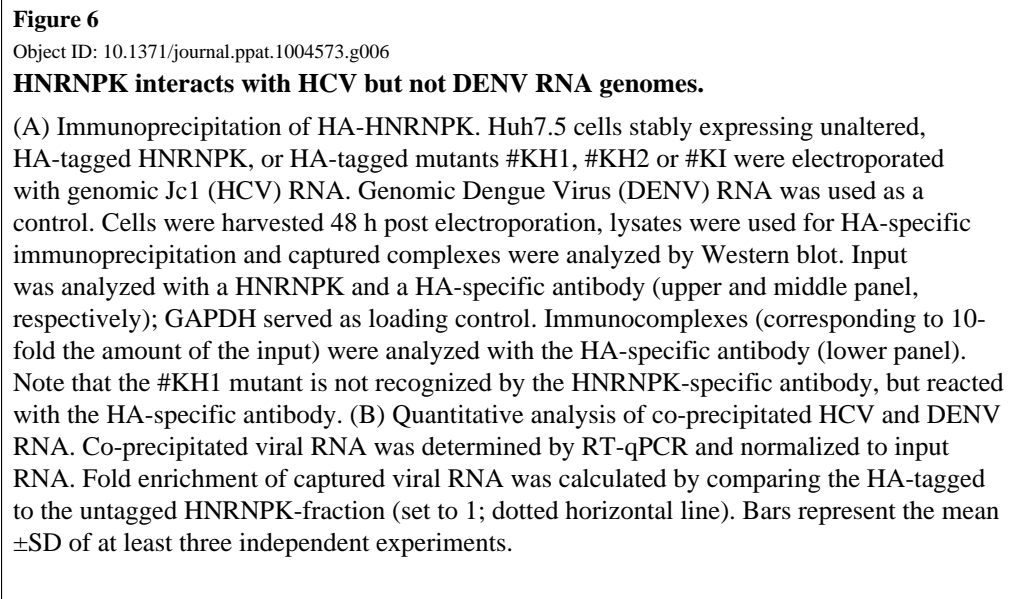 Figure 6
Object ID: 10.1371/journal.ppat.1004573.g006
HNRNPK interacts with HCV but not DENV RNA genomes.
(A) Immunoprecipitation of HA-HNRNPK. Huh7.5 cells stably expressing unaltered,
HA-tagged HNRNPK, or HA-tagged mutants #KH1, #KH2 or #KI were electroporated
with genomic Jc1 (HCV) RNA. Genomic Dengue Virus (DENV) RNA was used as a
control. Cells were harvested 48 h post electroporation, lysates were used for HA-specific
immunoprecipitation and captured complexes were analyzed by Western blot. Input
was analyzed with a HNRNPK and a HA-specific antibody (upper and middle panel,
respectively); GAPDH served as loading control. Immunocomplexes (corresponding to 10-
fold the amount of the input) were analyzed with the HA-specific antibody (lower panel).
Note that the #KH1 mutant is not recognized by the HNRNPK-specific antibody, but reacted
with the HA-specific antibody. (B) Quantitative analysis of co-precipitated HCV and DENV
RNA. Co-precipitated viral RNA was determined by RT-qPCR and normalized to input
RNA. Fold enrichment of captured viral RNA was calculated by comparing the HA-tagged
to the untagged HNRNPK-fraction (set to 1; dotted horizontal line). Bars represent the mean
±SD of at least three independent experiments.